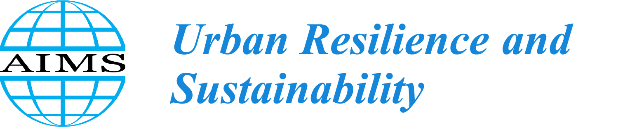 AIMS
Urban Resilience and
Sustainability